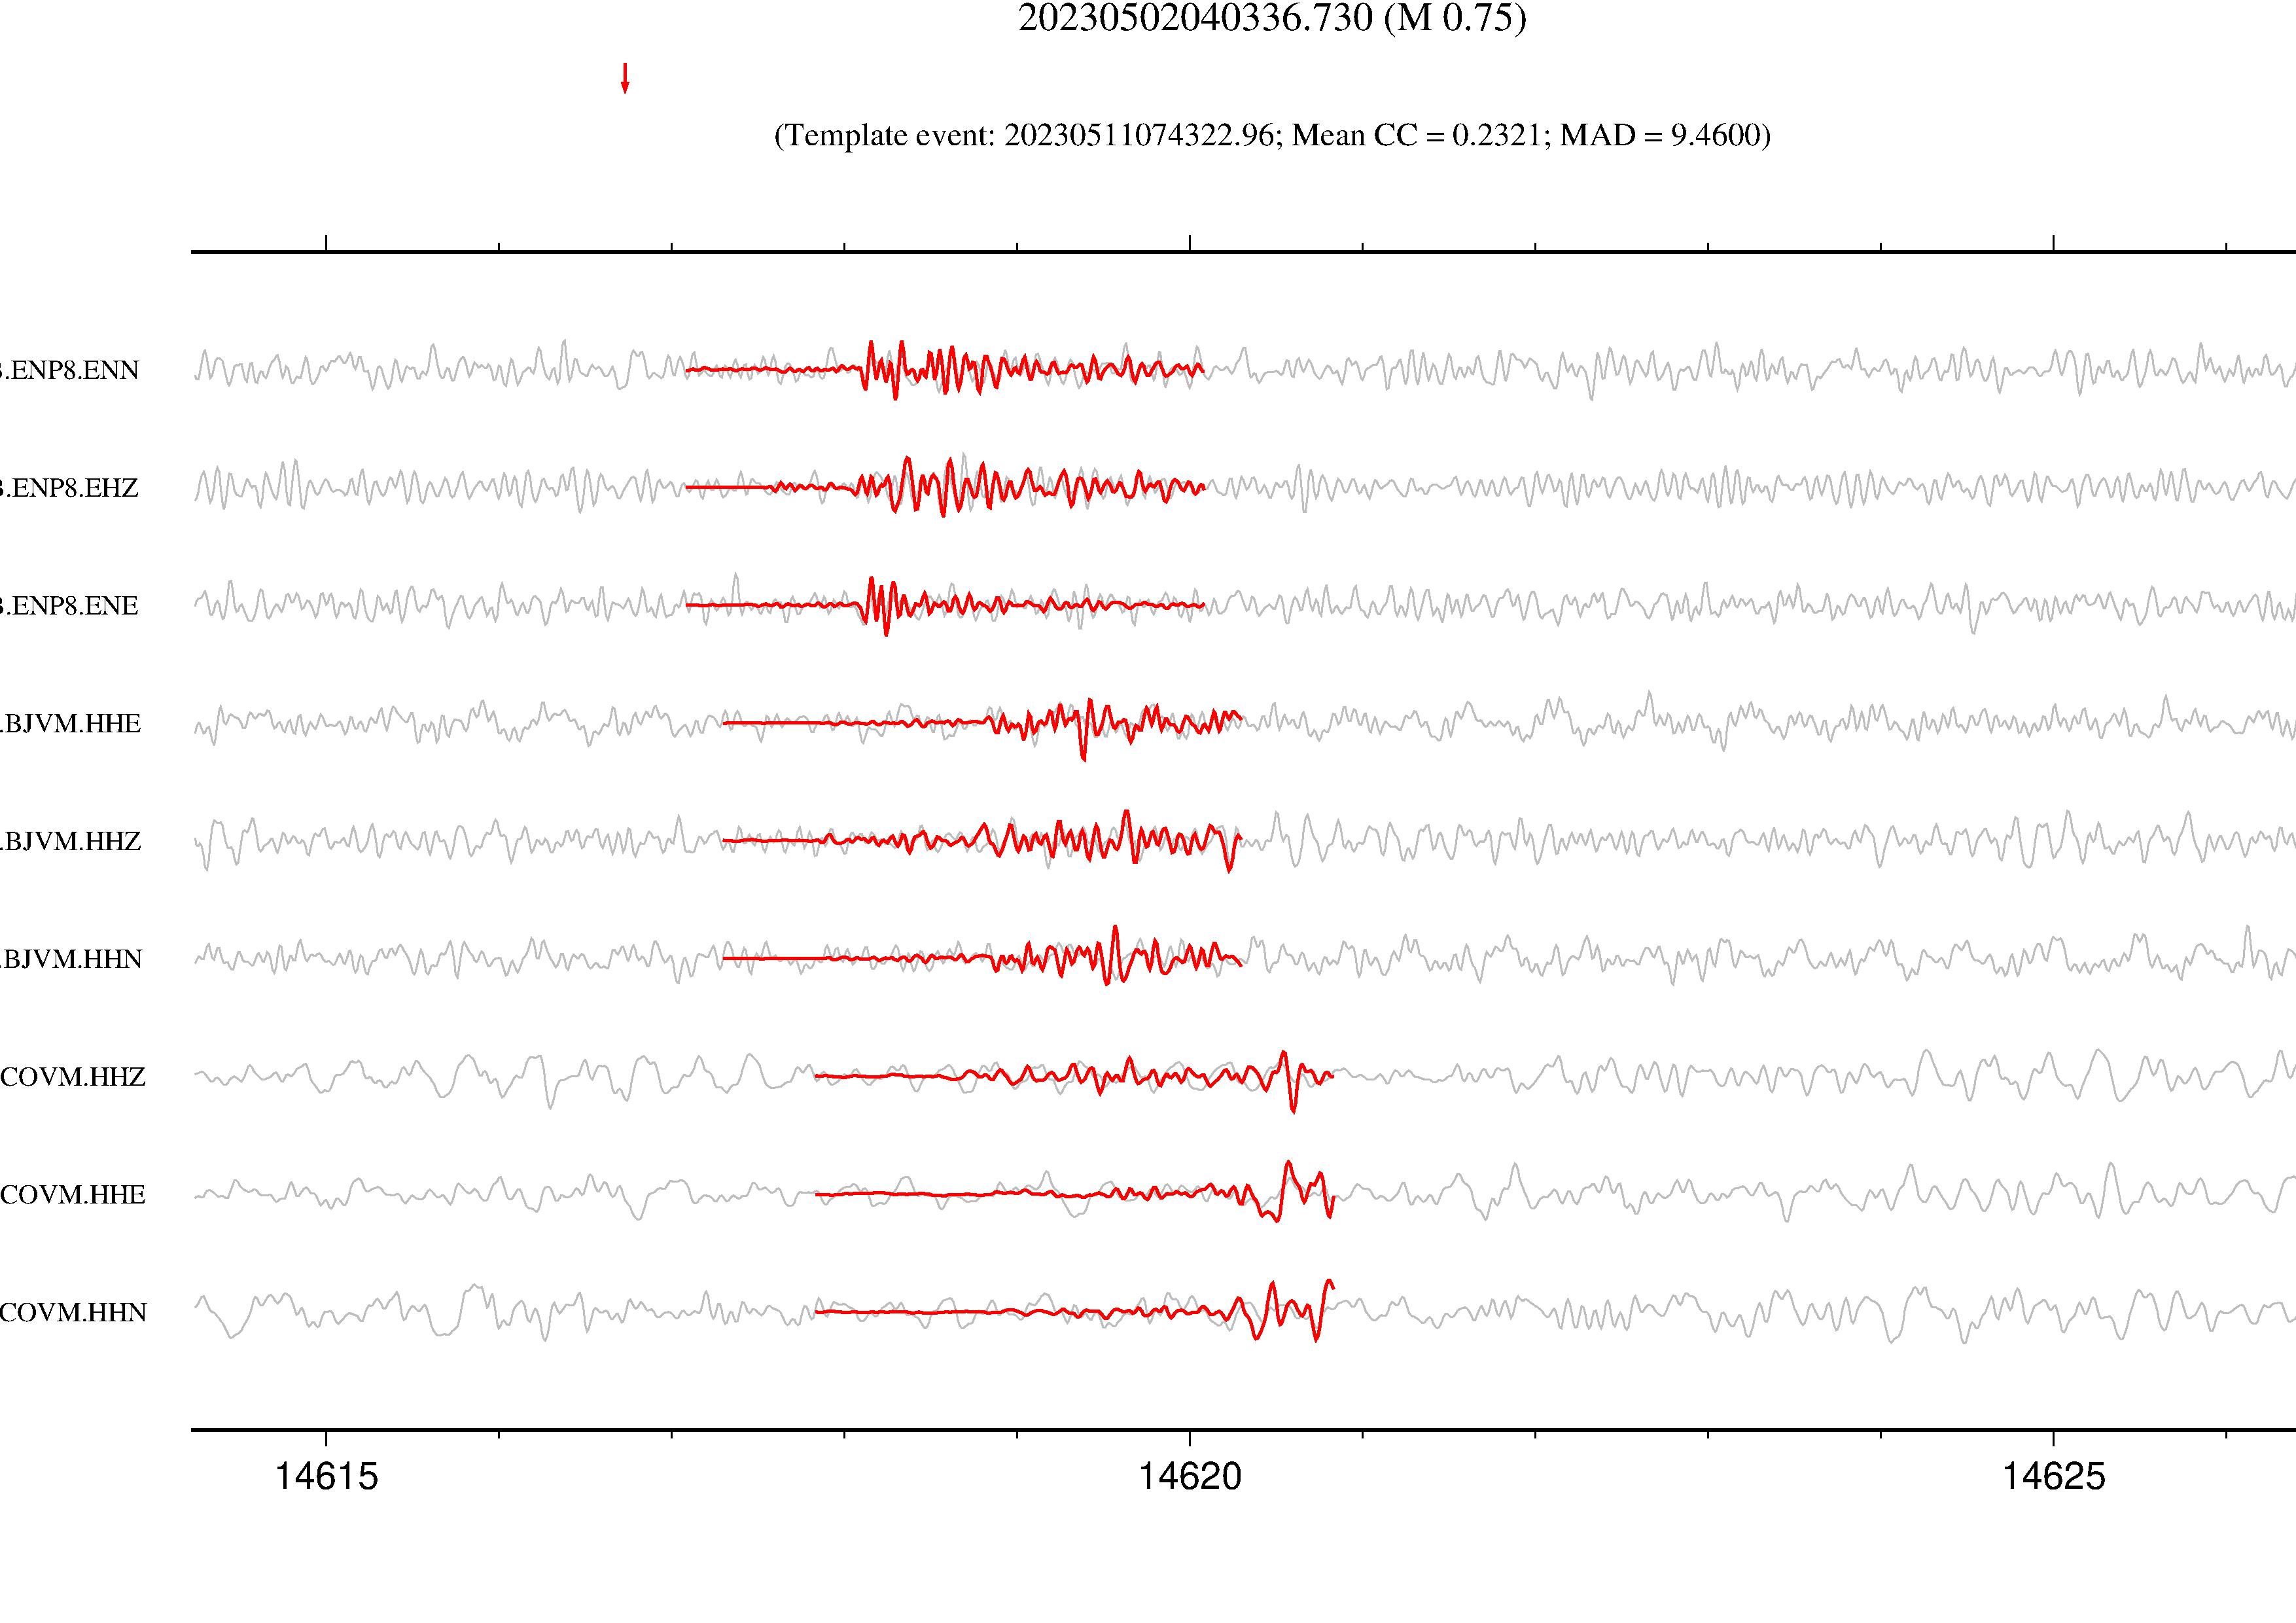 20230502040336.730 (M 0.75)
(Template event: 20230511074322.96; Mean CC = 0.2321; MAD = 9.4600)
.ENP8.ENN
.ENP8.EHZ
.ENP8.ENE
.BJVM.HHE
.BJVM.HHZ
.BJVM.HHN
COVM.HHZ
COVM.HHE
COVM.HHN
14615 14620 14625